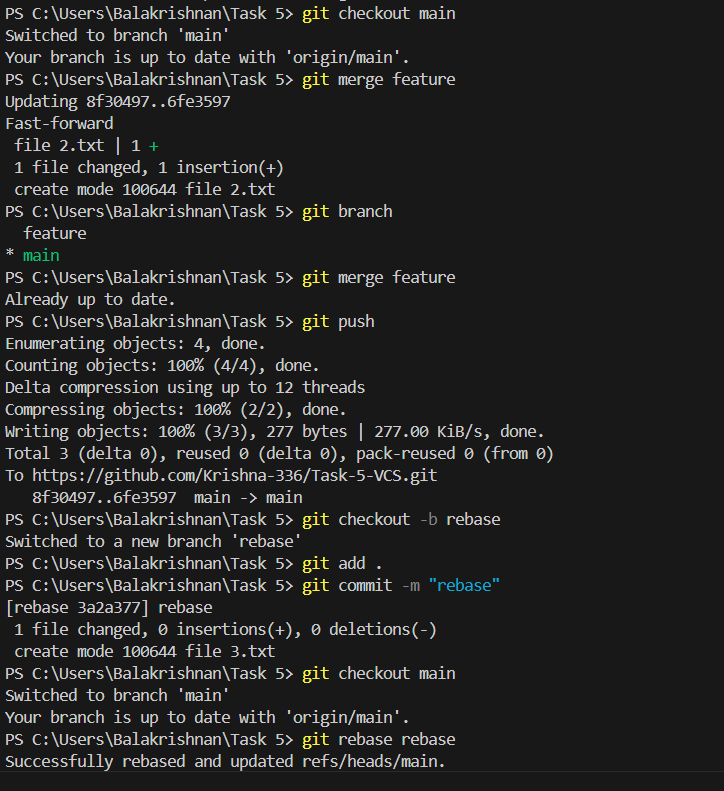 PS C:\Users\Balakrishnan\Task 5> git checkout main
Switched to branch 'main'
Your branch is up to date with 'origin/main'.
PS C:\Users\Balakrishnan\Task 5> git merge feature
Updating 8f30497..6fe3597
Fast-forward
 file 2.txt | 1 +
 1 file changed, 1 insertion(+)
 create mode 100644 file 2.txt
PS C:\Users\Balakrishnan\Task 5> git branch
  feature
* main
PS C:\Users\Balakrishnan\Task 5> git merge feature
Already up to date.
PS C:\Users\Balakrishnan\Task 5> git push
Enumerating objects: 4, done.
Counting objects: 100% (4/4), done.
Delta compression using up to 12 threads
Compressing objects: 100% (2/2), done.
Writing objects: 100% (3/3), 277 bytes | 277.00 KiB/s, done.
Total 3 (delta 0), reused 0 (delta 0), pack-reused 0 (from 0)
To https://github.com/Krishna-336/Task-5-VCS.git
   8f30497..6fe3597  main -> main
PS C:\Users\Balakrishnan\Task 5> git checkout -b rebase
Switched to a new branch 'rebase'
PS C:\Users\Balakrishnan\Task 5> git add .
PS C:\Users\Balakrishnan\Task 5> git commit -m "rebase"
[rebase 3a2a377] rebase
 1 file changed, 0 insertions(+), 0 deletions(-)
 create mode 100644 file 3.txt
PS C:\Users\Balakrishnan\Task 5> git checkout main
Switched to branch 'main'
Your branch is up to date with 'origin/main'.
PS C:\Users\Balakrishnan\Task 5> git rebase rebase
Successfully rebased and updated refs/heads/main.